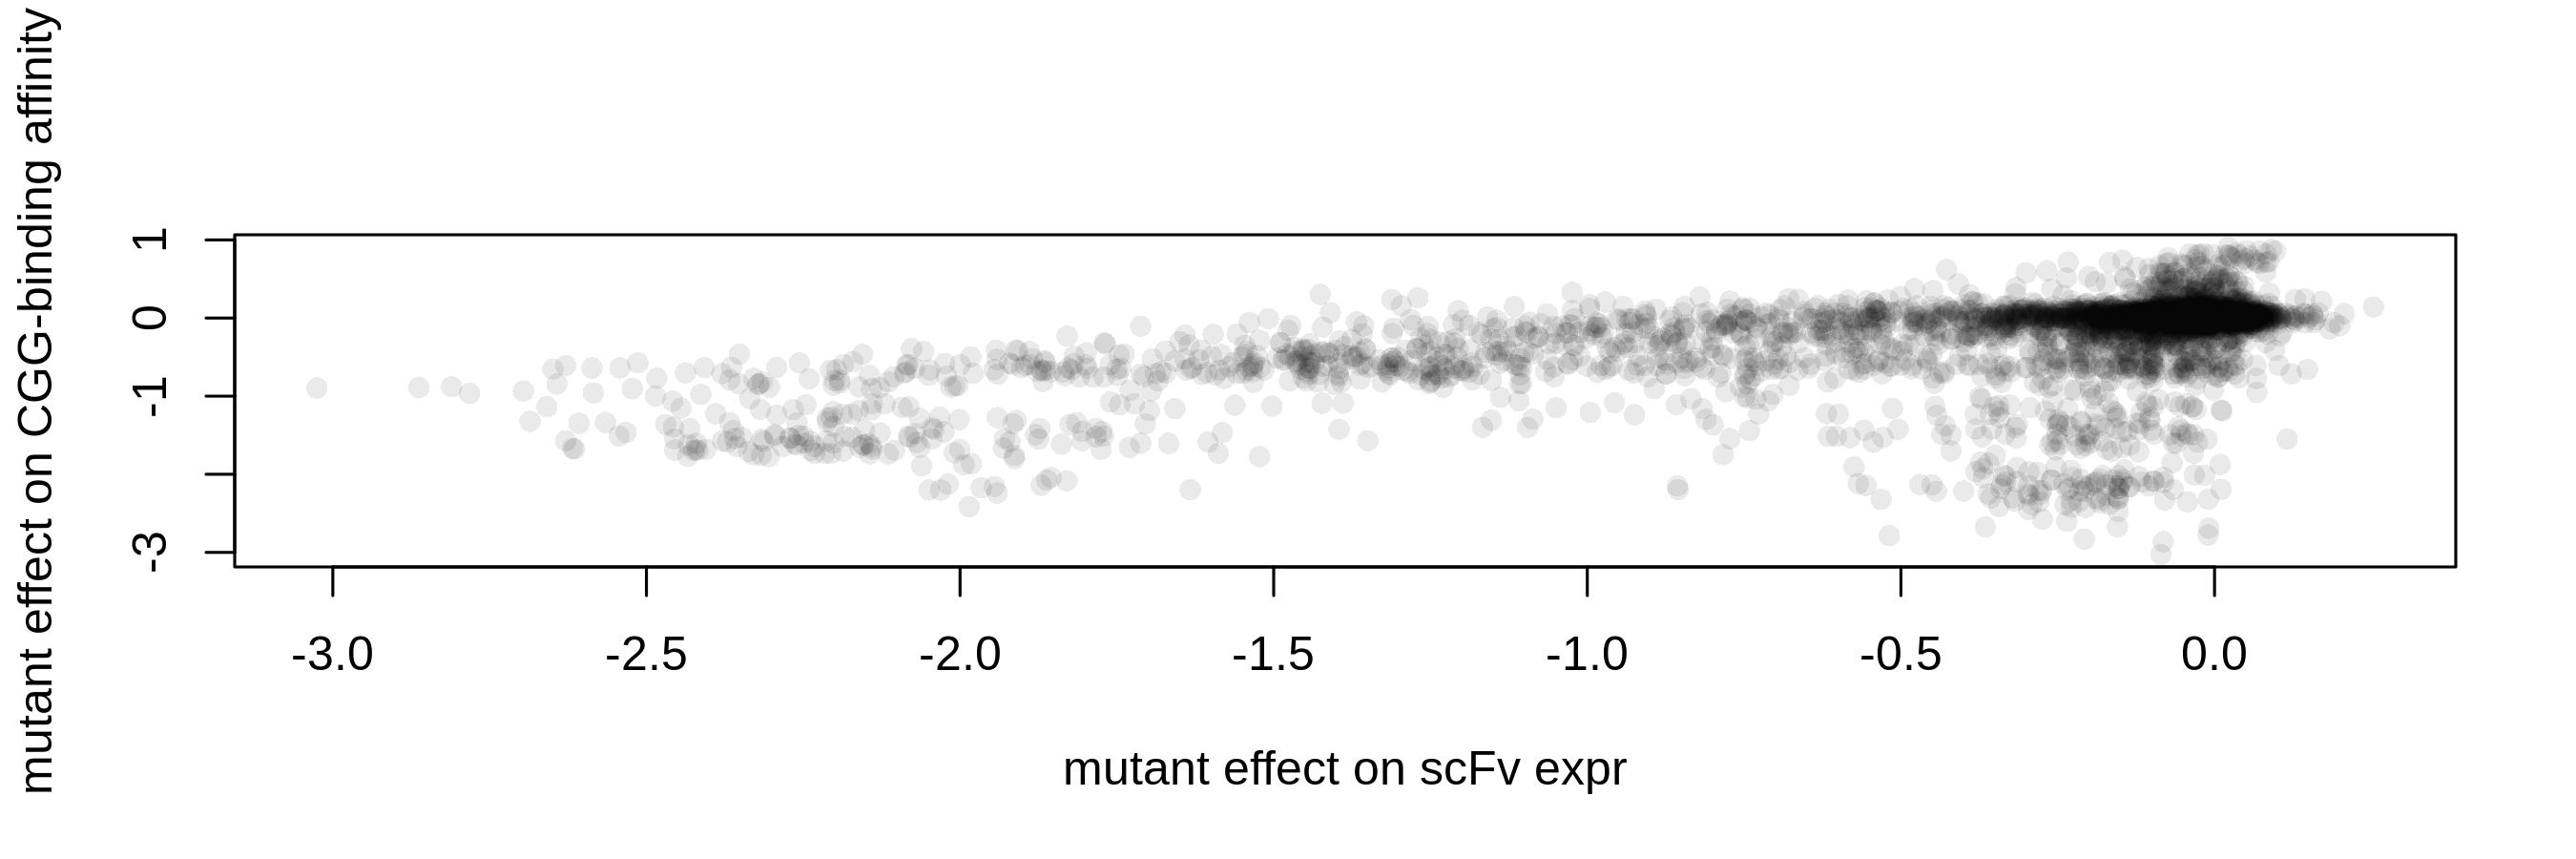 mutant effect on CGG-binding affinity
1
0
-1
-3
-3.0 -2.5 -2.0 -1.5 -1.0 -0.5 0.0
mutant effect on scFv expr